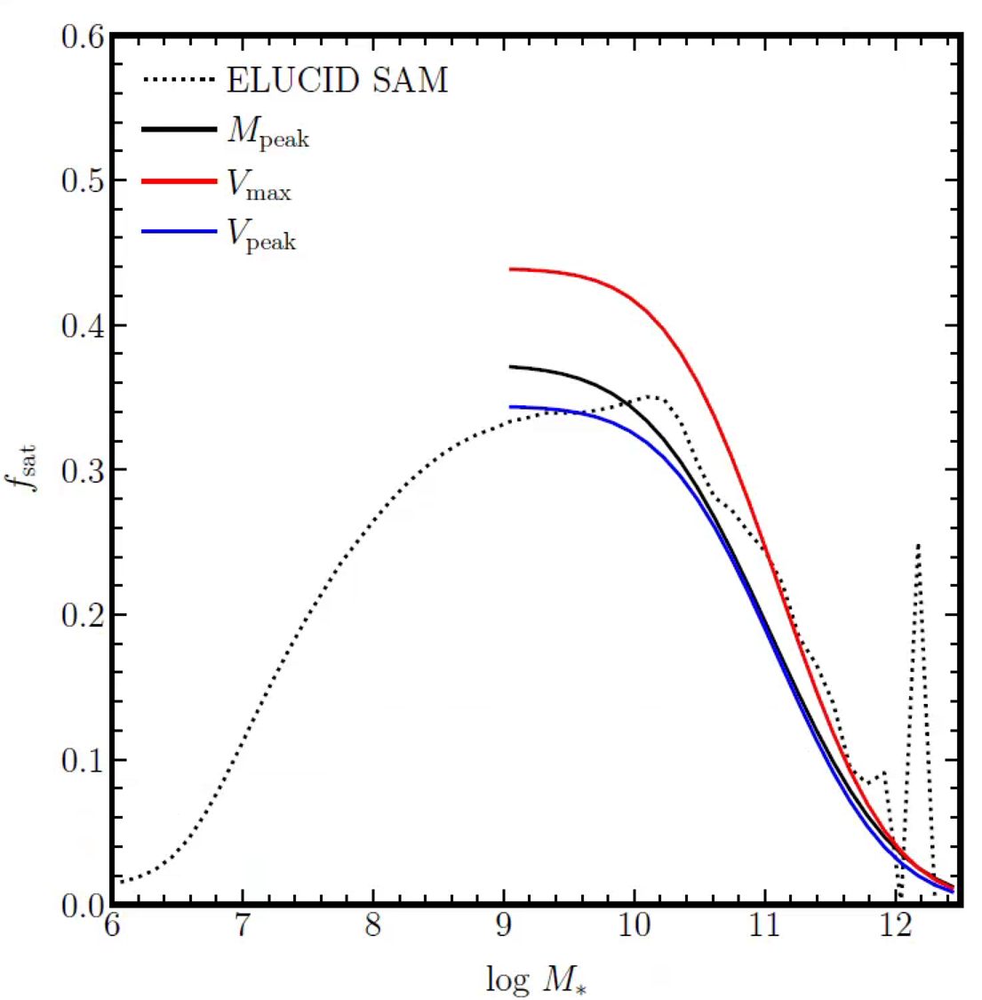 0.6
ELUCID SAM
M_peak
V_max
V_peak
0.5
0.4
0.3
0.2
0.1
0.0
f_sat
6 7 8 9 10 11 12
log M_*